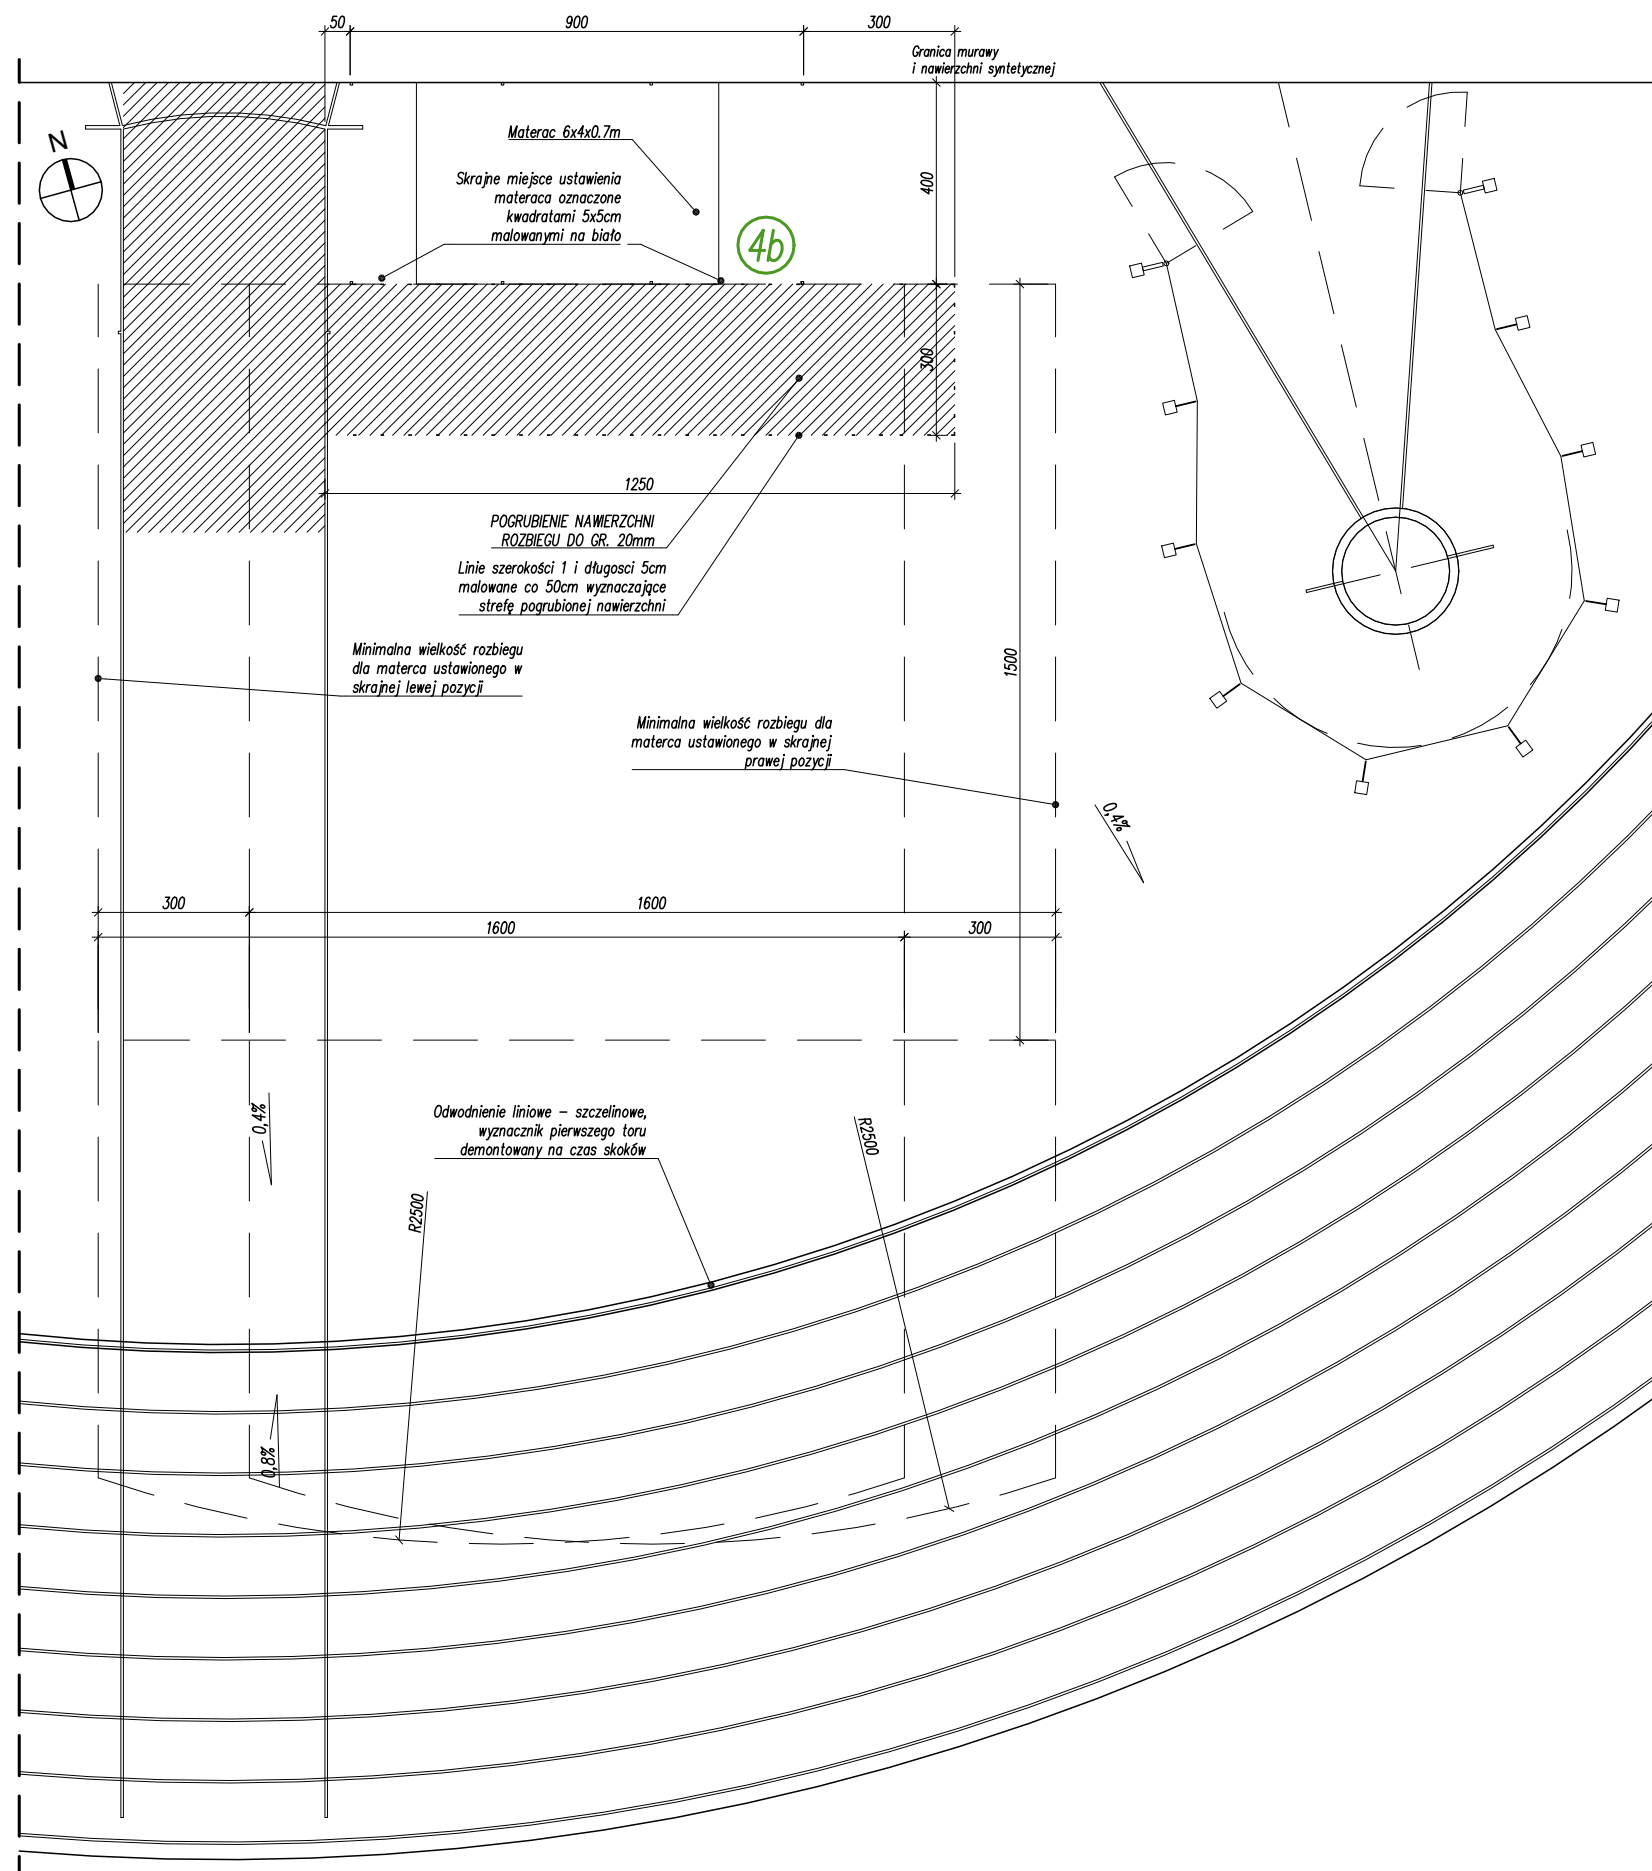 50
900
300
Granica murawy
i nawierzchni syntetycznej
N
Materac 6x4x0.7m
Skrajne miejsce ustawienia
materaca oznaczone
kwadratami 5x5cm
malowanymi na biało
4b
400
300
1250
POGRUBIENIE NAWIERZCHNI
ROZBIEGU DO GR. 20mm
Linie szerokości 1 i długosci 5cm
malowane co 50cm wyznaczające
strefę pogrubionej nawierzchni
Minimalna wielkość rozbiegu
dla materca ustawionego w
skrajnej lewej pozycji
1500
Minimalna wielkość rozbiegu dla
materca ustawionego w skrajnej
prawej pozycji
0,4%
300
1600
1600
300
0,4%
Odwodnienie liniowe – szczelinowe,
wyznacznik pierwszego toru
demontowany na czas skoków
R2500
R2500
0,8%